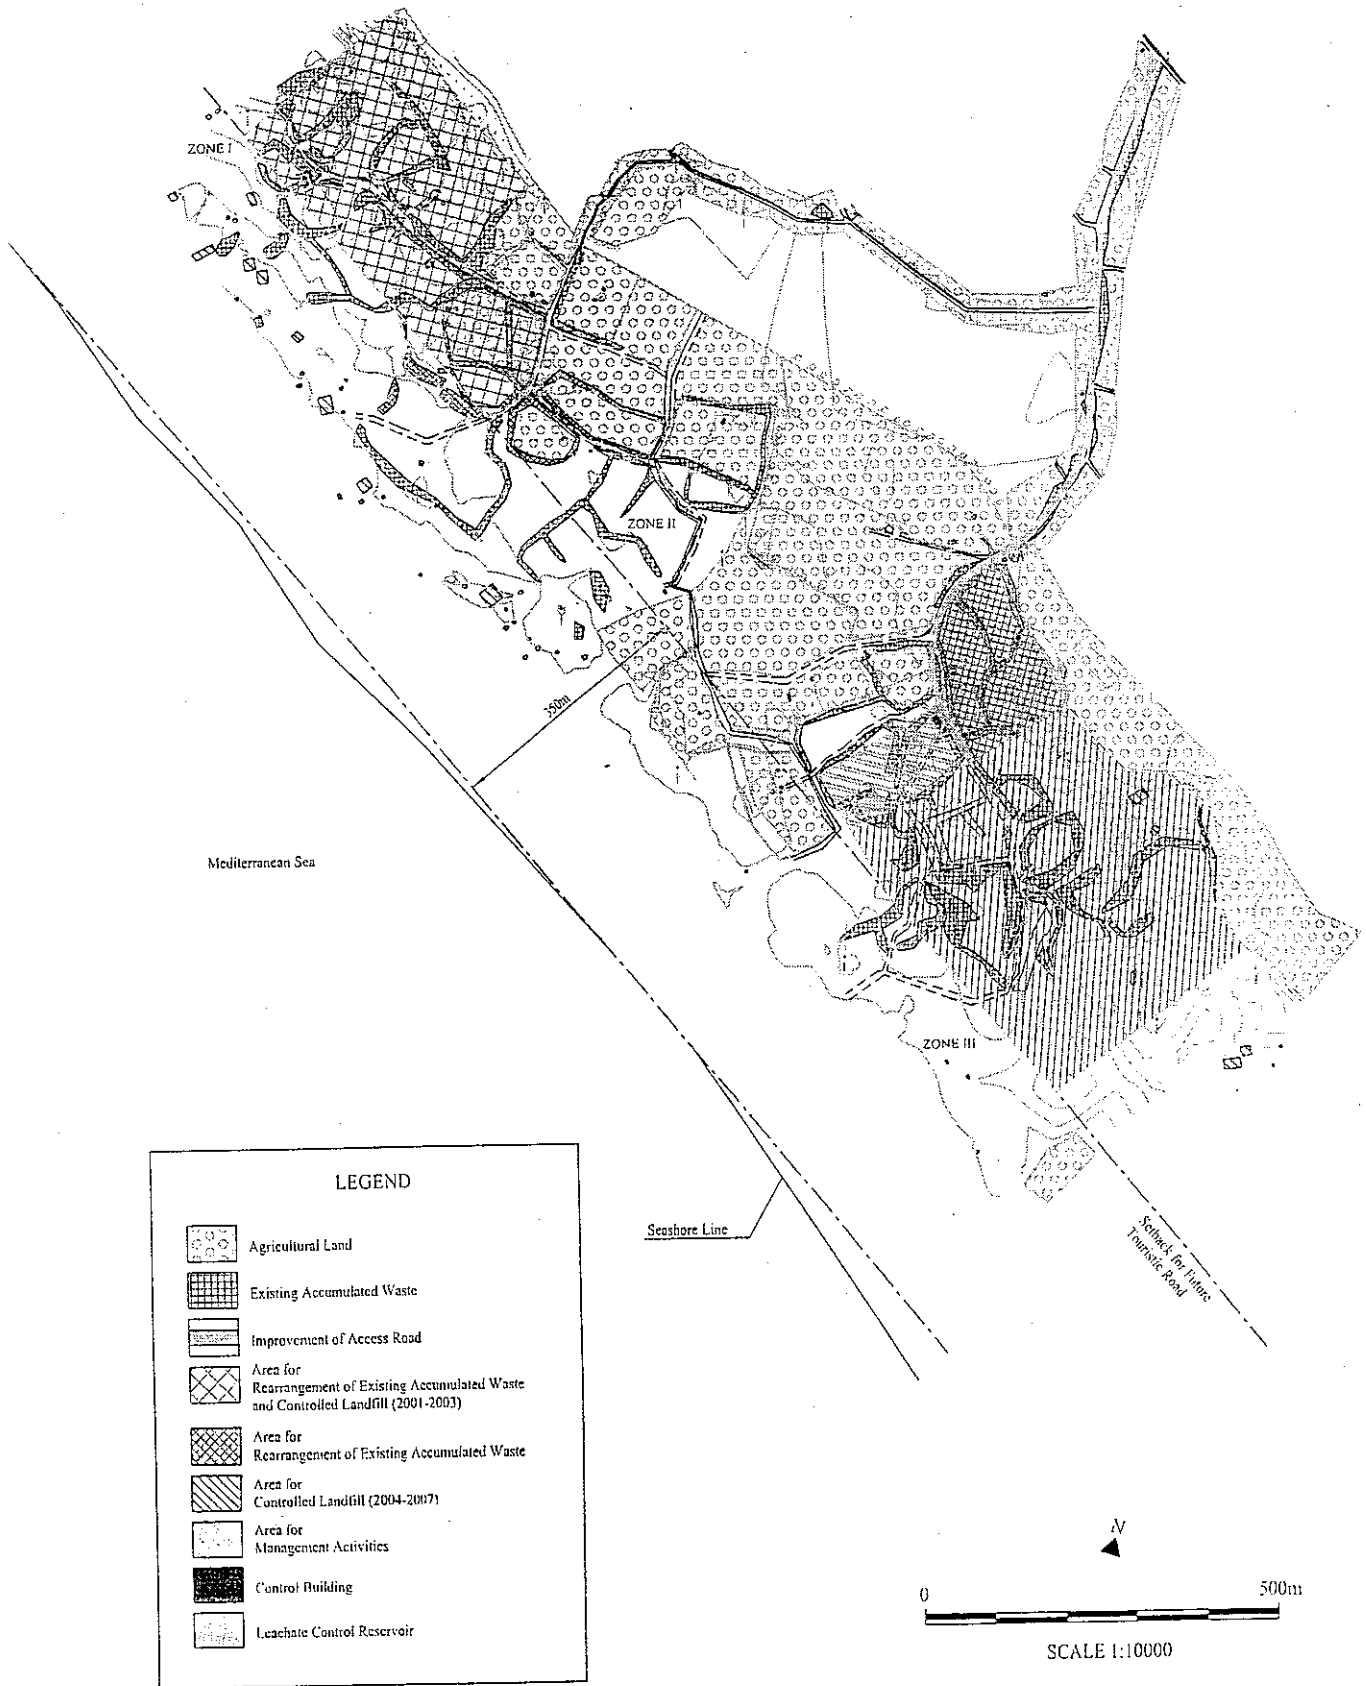 ZONE I
ZONE II
350m
Mediterranean Sea
ZONE III
LEGEND
Agricultural Land
Existing Accumulated Waste
Improvement of Access Road
Area for
Rearrangement of Existing Accumulated Waste
and Controlled Landfill (2001-2003)
Area for
Rearrangement of Existing Accumulated Waste
Area for
Controlled Landfill (2004-2007)
Area for
Management Activities
Control Building
Leachate Control Reservoir
Seashore Line
Setback for Future
Touristic Road
N
0
500m
SCALE 1:10000